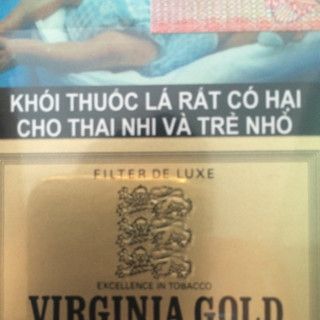 KHÓI THUỐC LÁ RẤT CÓ HẠI
CHO THAI NHI VÀ TRẺ NHỎ
FILTER DE LUXE
EXCELLENCE IN TOBACCO
VIRGINIA GOLD